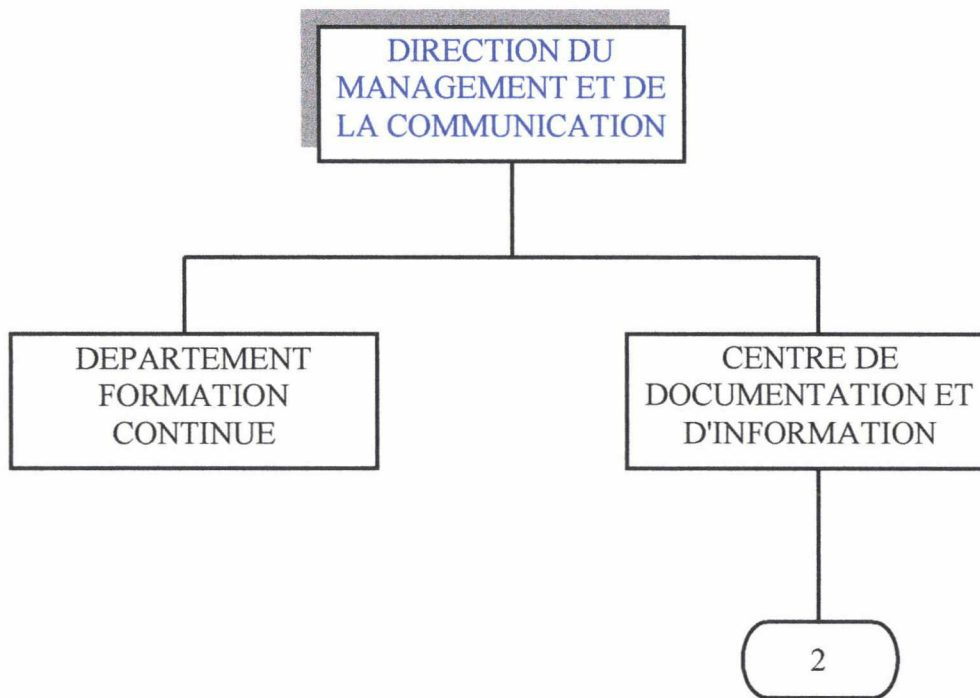 DIRECTION DU
MANAGEMENT ET DE
LA COMMUNICATION
DEPARTEMENT
FORMATION
CONTINUE
CENTRE DE
DOCUMENTATION ET
D'INFORMATION
2